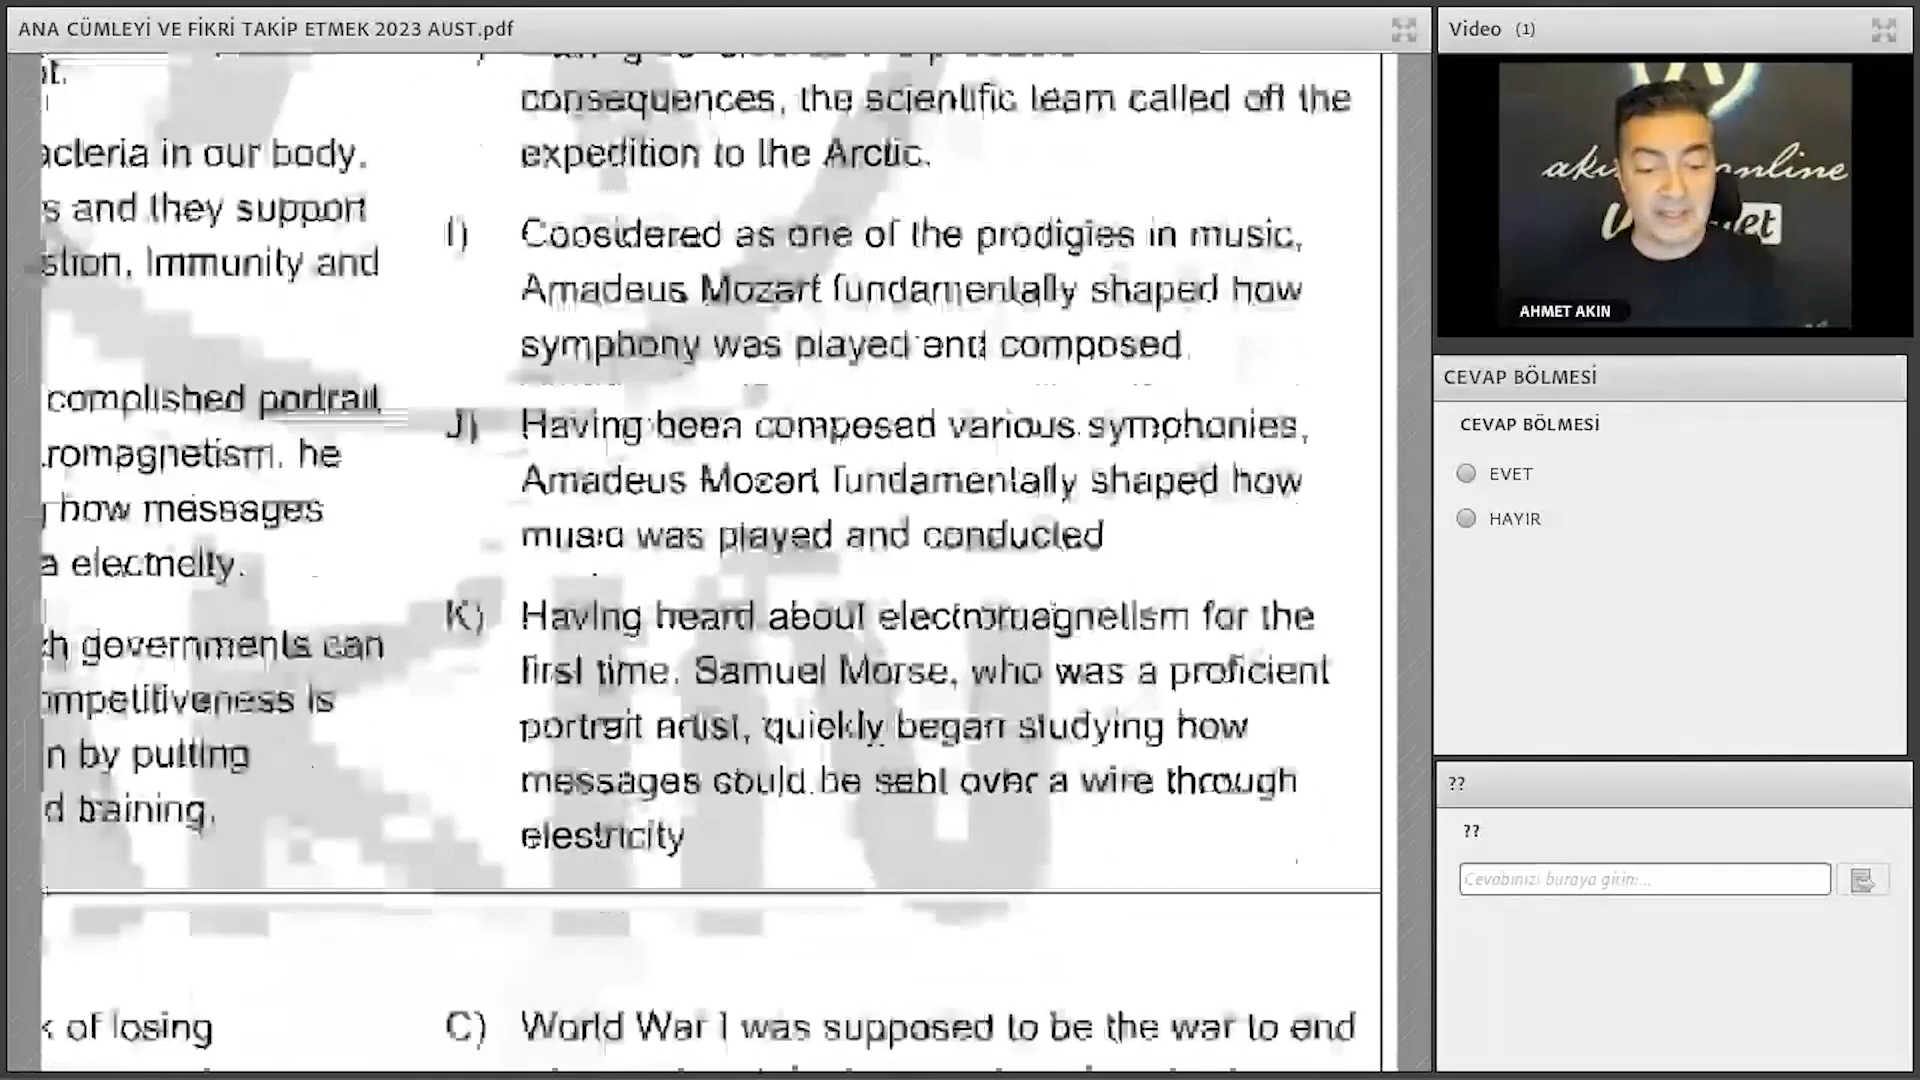 ANA CÜMLEYİ VE FİKRİ TAKİP ETMEK 2023 AUST.pdf
consequences, the scientific team called off the
expedition to the Arctic.
I) Considered as one of the prodigies in music,
Amadeus Mozart fundamentally shaped how
symphony was played and composed.
J) Having been composed various symphonies,
Amadeus Mozart fundamentally shaped how
music was played and conducted
K) Having heard about electromagnetism for the
first time, Samuel Morse, who was a proficient
portrait artist, quickly began studying how
messages could be sent over a wire through
electricity
C) World War I was supposed to be the war to end
acteria in our body.
s and they support
stion, Immunity and
complished portrait
romagnetism, he
how messages
a electricity.
ch governments can
ompetitiveness is
n by putting
d training.
of losing
Video (1)
akı online
et
AHMET AKIN
CEVAP BÖLMESİ
CEVAP BÖLMESİ
EVET
HAYIR
??
??
Cevabınızı buraya girin:...